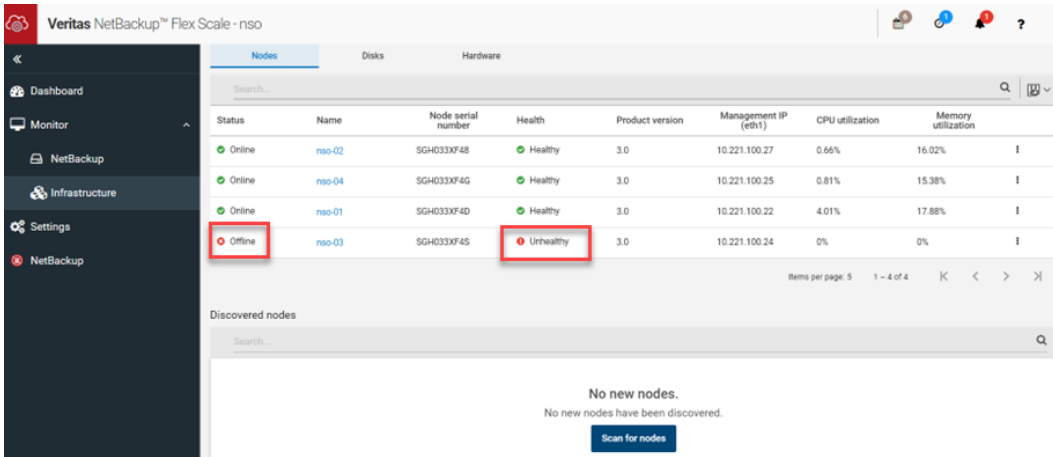 Veritas NetBackup™ Flex Scale - nso
6
1
1
?
Dashboard
Monitor
NetBackup
Infrastructure
Settings
NetBackup
Nodes Disks Hardware
Search...
Status Name Node serial number Health Product version Management IP (eth1) CPU utilization Memory utilization
Online nso-02 SGH033XF48 Healthy 3.0 10.221.100.27 0.66% 16.02%
Online nso-04 SGH033XF4G Healthy 3.0 10.221.100.25 0.81% 15.38%
Online nso-01 SGH033XF4D Healthy 3.0 10.221.100.22 4.01% 17.88%
Offline nso-03 SGH033XF4S Unhealthy 3.0 10.221.100.24 0% 0%
Items per page: 5 1 – 4 of 4
Discovered nodes
Search...
No new nodes.
No new nodes have been discovered.
Scan for nodes